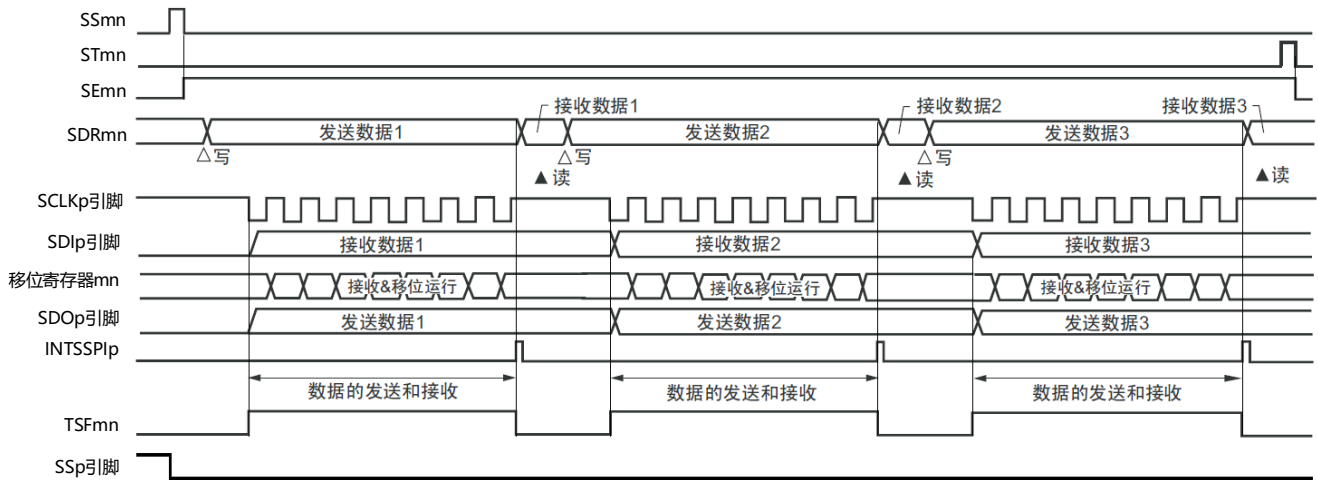 SSmn
STmn
SEmn
接收数据1 接收数据2 接收数据3
SDRmn 发送数据1 发送数据2 发送数据3
△写 △写 △写
▲读 ▲读 ▲读
SCLKp引脚
SDIp引脚 接收数据1 接收数据2 接收数据3
移位寄存器mn 接收&移位运行 接收&移位运行 接收&移位运行
SDOp引脚 发送数据1 发送数据2 发送数据3
INTSSPIp
数据的发送和接收 数据的发送和接收 数据的发送和接收
TSFmn
SSp引脚